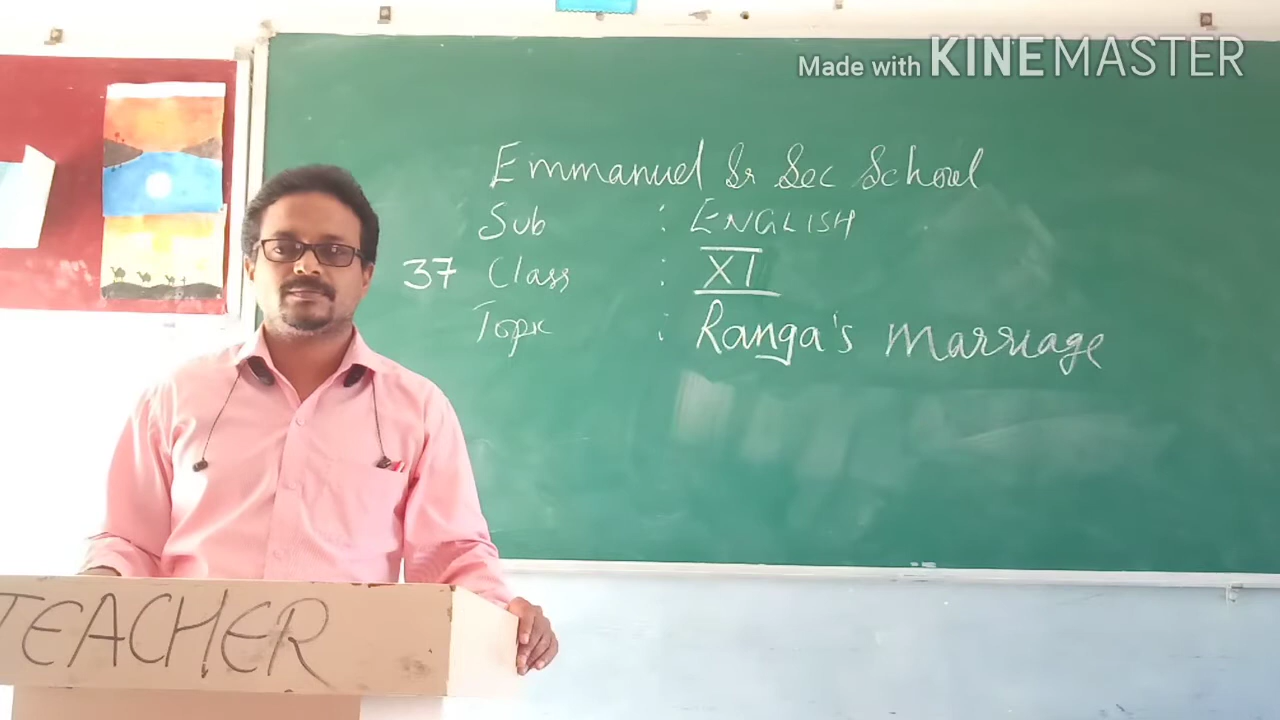 Made with KINEMASTER
Emmanuel Sr Sec School
Sub : ENGLISH
37 Class : XI
Topic : Ranga's Marriage
TEACHER